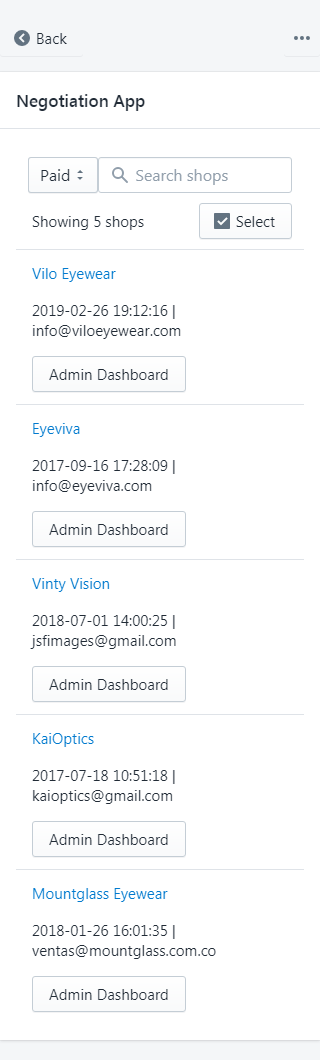 Back
Negotiation App
Paid Search shops
Showing 5 shops Select
Vilo Eyewear
2019-02-26 19:12:16 |
info@viloeyewear.com
Admin Dashboard
Eyeviva
2017-09-16 17:28:09 |
info@eyeviva.com
Admin Dashboard
Vinty Vision
2018-07-01 14:00:25 |
jsfimages@gmail.com
Admin Dashboard
KaiOptics
2017-07-18 10:51:18 |
kaioptics@gmail.com
Admin Dashboard
Mountglass Eyewear
2018-01-26 16:01:35 |
ventas@mountglass.com.co
Admin Dashboard